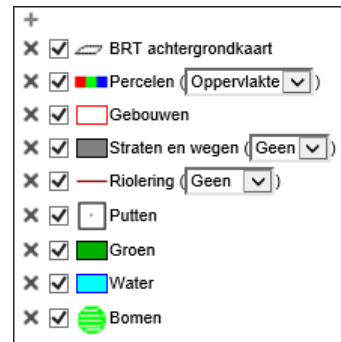 BRT achtergrondkaart
Percelen ( Oppervlakte )
Gebouwen
Straten en wegen ( Geen )
Riolering ( Geen )
Putten
Groen
Water
Bomen